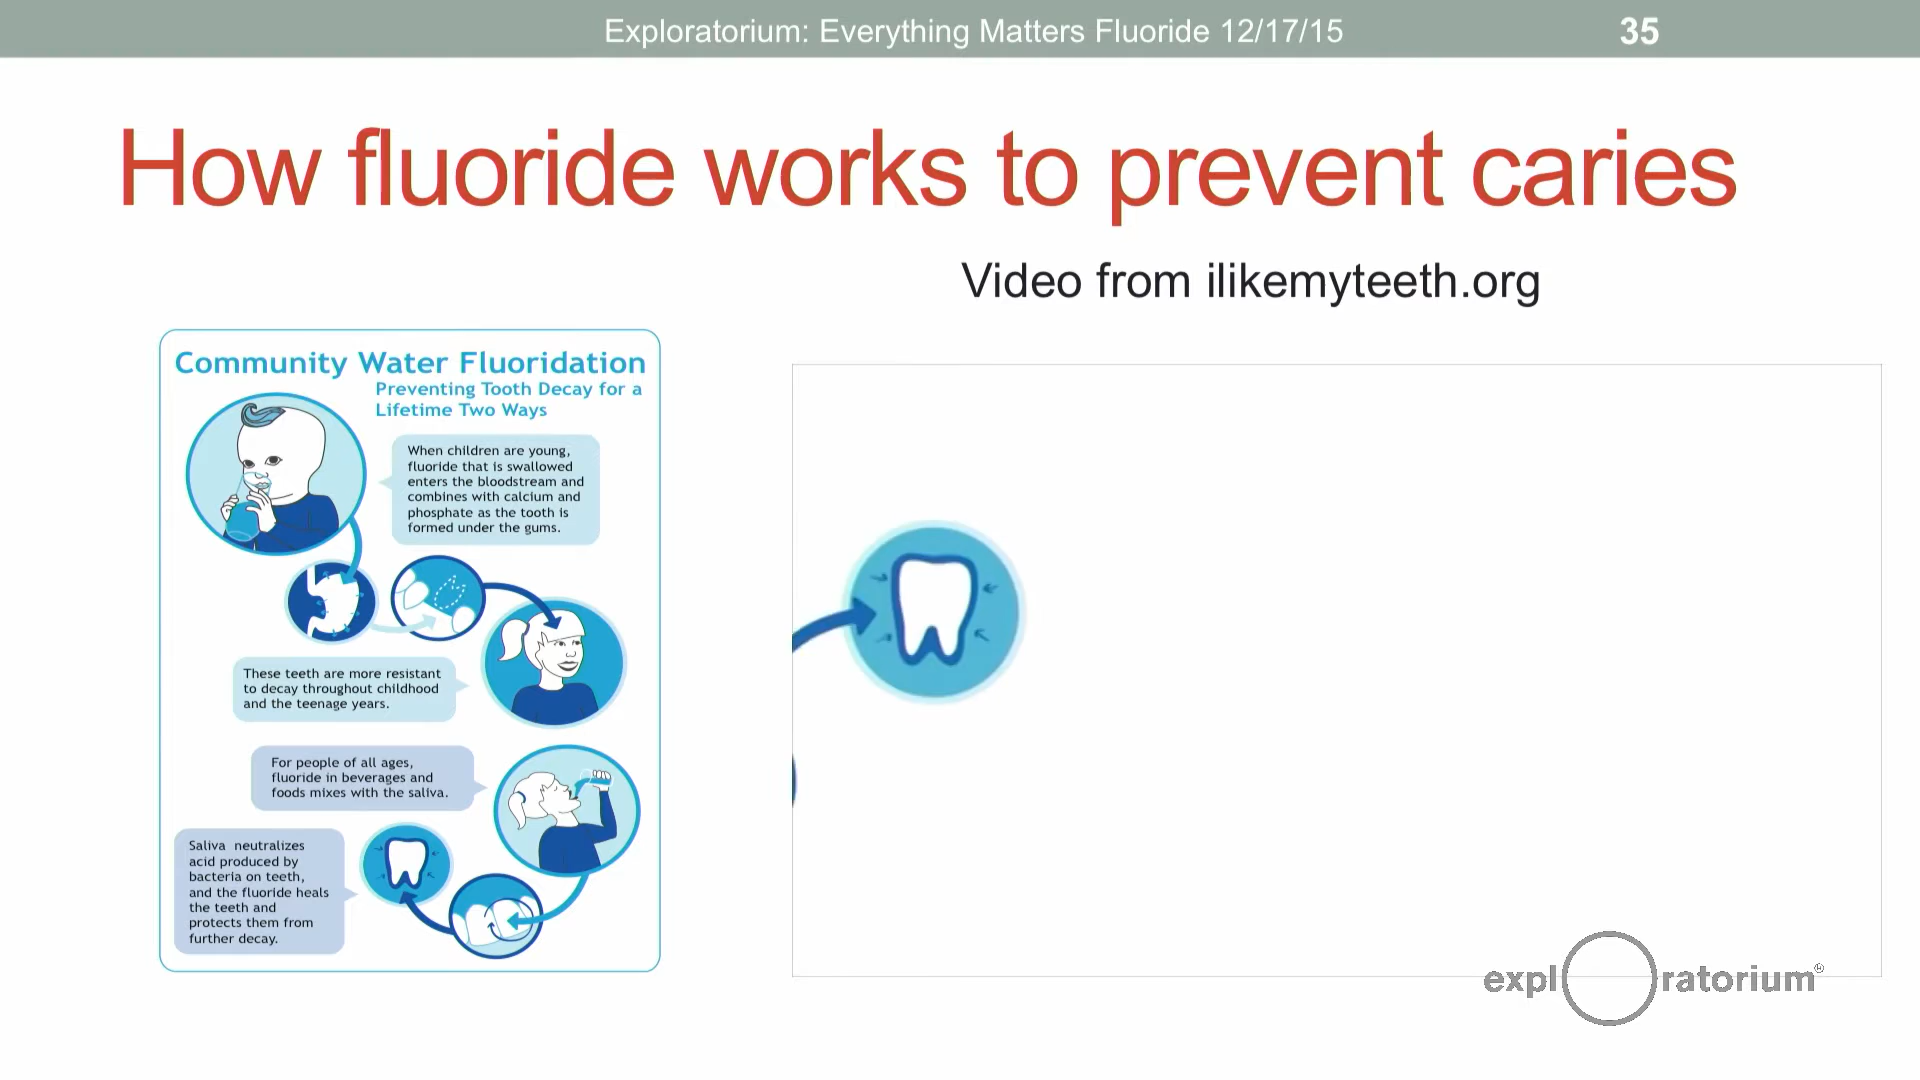 Exploratorium: Everything Matters Fluoride 12/17/15
35
How fluoride works to prevent caries
Video from ilikemyteeth.org
Community Water Fluoridation
Preventing Tooth Decay for a
Lifetime Two Ways
When children are young,
fluoride that is swallowed
enters the bloodstream and
combines with calcium and
phosphate as the tooth is
formed under the gums.
These teeth are more resistant
to decay throughout childhood
and the teenage years.
For people of all ages,
fluoride in beverages and
foods mixes with the saliva.
Saliva neutralizes
acid produced by
bacteria on teeth,
and the fluoride heals
the teeth and
protects them from
further decay.
exploratorium®